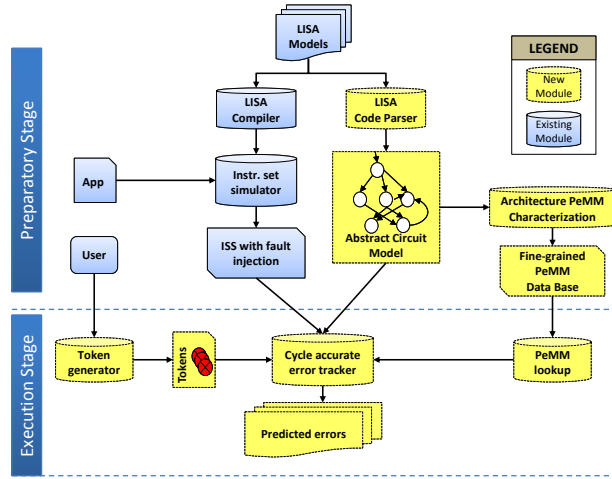 LISA
Models
LEGEND
New
Module
Existing
Module
Preparatory Stage
LISA
Compiler
LISA
Code Parser
App
Instr. set
simulator
Abstract Circuit
Model
Architecture PeMM
Characterization
User
ISS with fault
injection
Fine-grained
PeMM
Data Base
Execution Stage
Token
generator
Tokens
Cycle accurate
error tracker
PeMM
lookup
Predicted errors